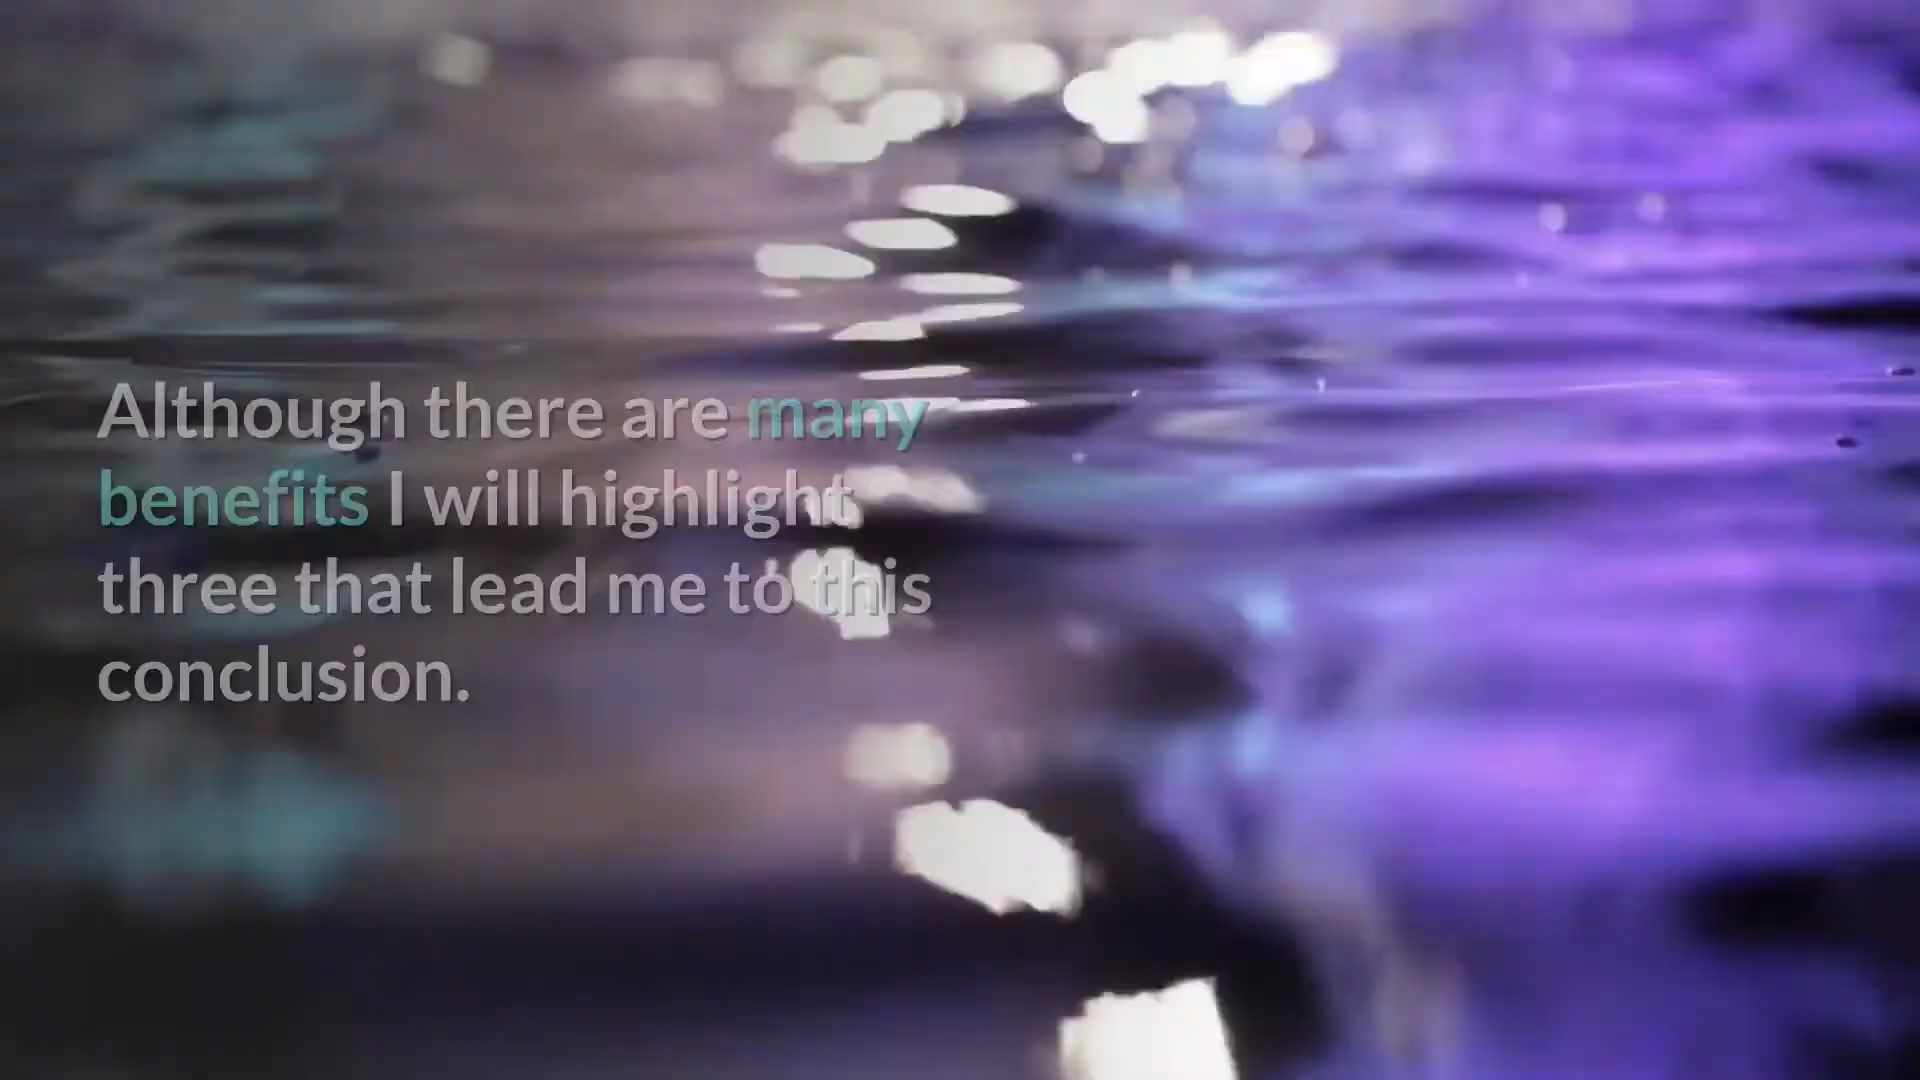 Although there are many
benefits I will highlight
three that lead me to this
conclusion.